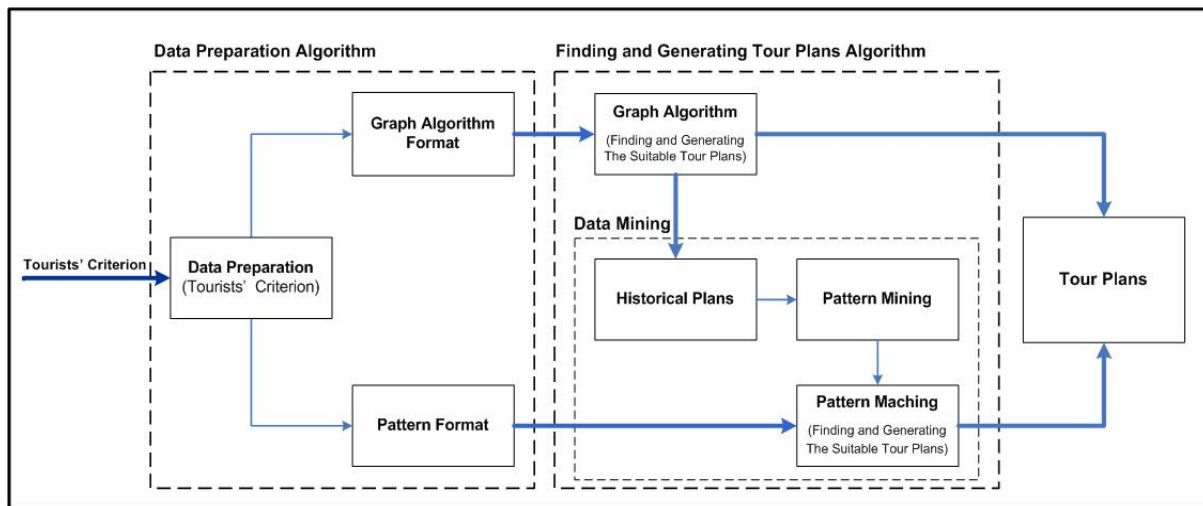 Data Preparation Algorithm
Finding and Generating Tour Plans Algorithm
Graph Algorithm
Format
Graph Algorithm
(Finding and Generating
The Suitable Tour Plans)
Data Mining
Tourists' Criterion
Data Preparation
(Tourists' Criterion)
Historical Plans
Pattern Mining
Tour Plans
Pattern Format
Pattern Maching
(Finding and Generating
The Suitable Tour Plans)